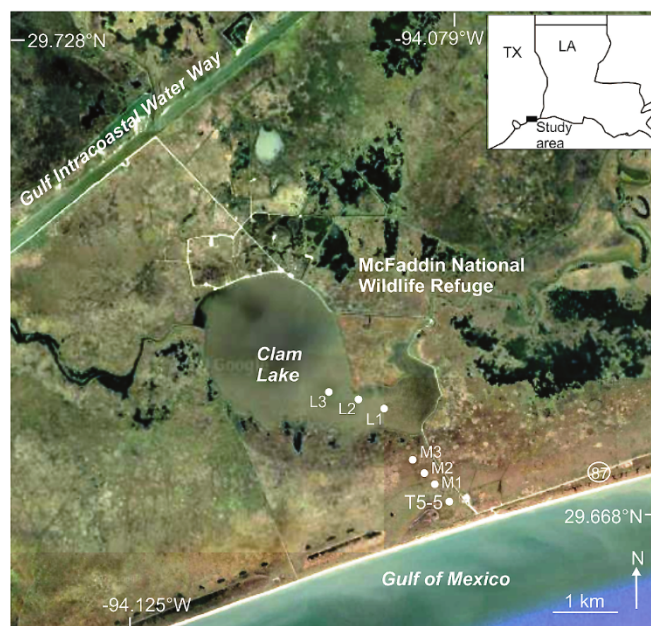 29.728°N
-94.079°W
TX
LA
Study
area
Gulf Intracoastal Water Way
McFaddin National
Wildlife Refuge
Clam
Lake
Google
L3
L2
L1
M3
M2
M1
87
T5-5
29.668°N
Gulf of Mexico
N
-94.125°W
1 km